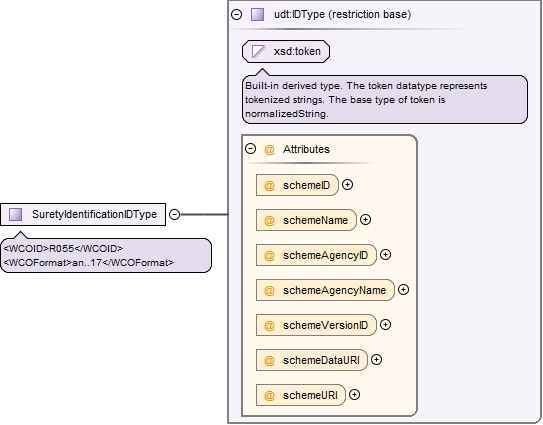 udt:IDType (restriction base)
xsd:token
Built-in derived type. The token datatype represents
tokenized strings. The base type of token is
normalizedString.
@ Attributes
@ schemeID
@ schemeName
@ schemeAgencyID
@ schemeAgencyName
@ schemeVersionID
@ schemeDataURI
@ schemeURI
SuretyIdentificationIDType
<WCOID>R055</WCOID>
<WCOFormat>an..17</WCOFormat>